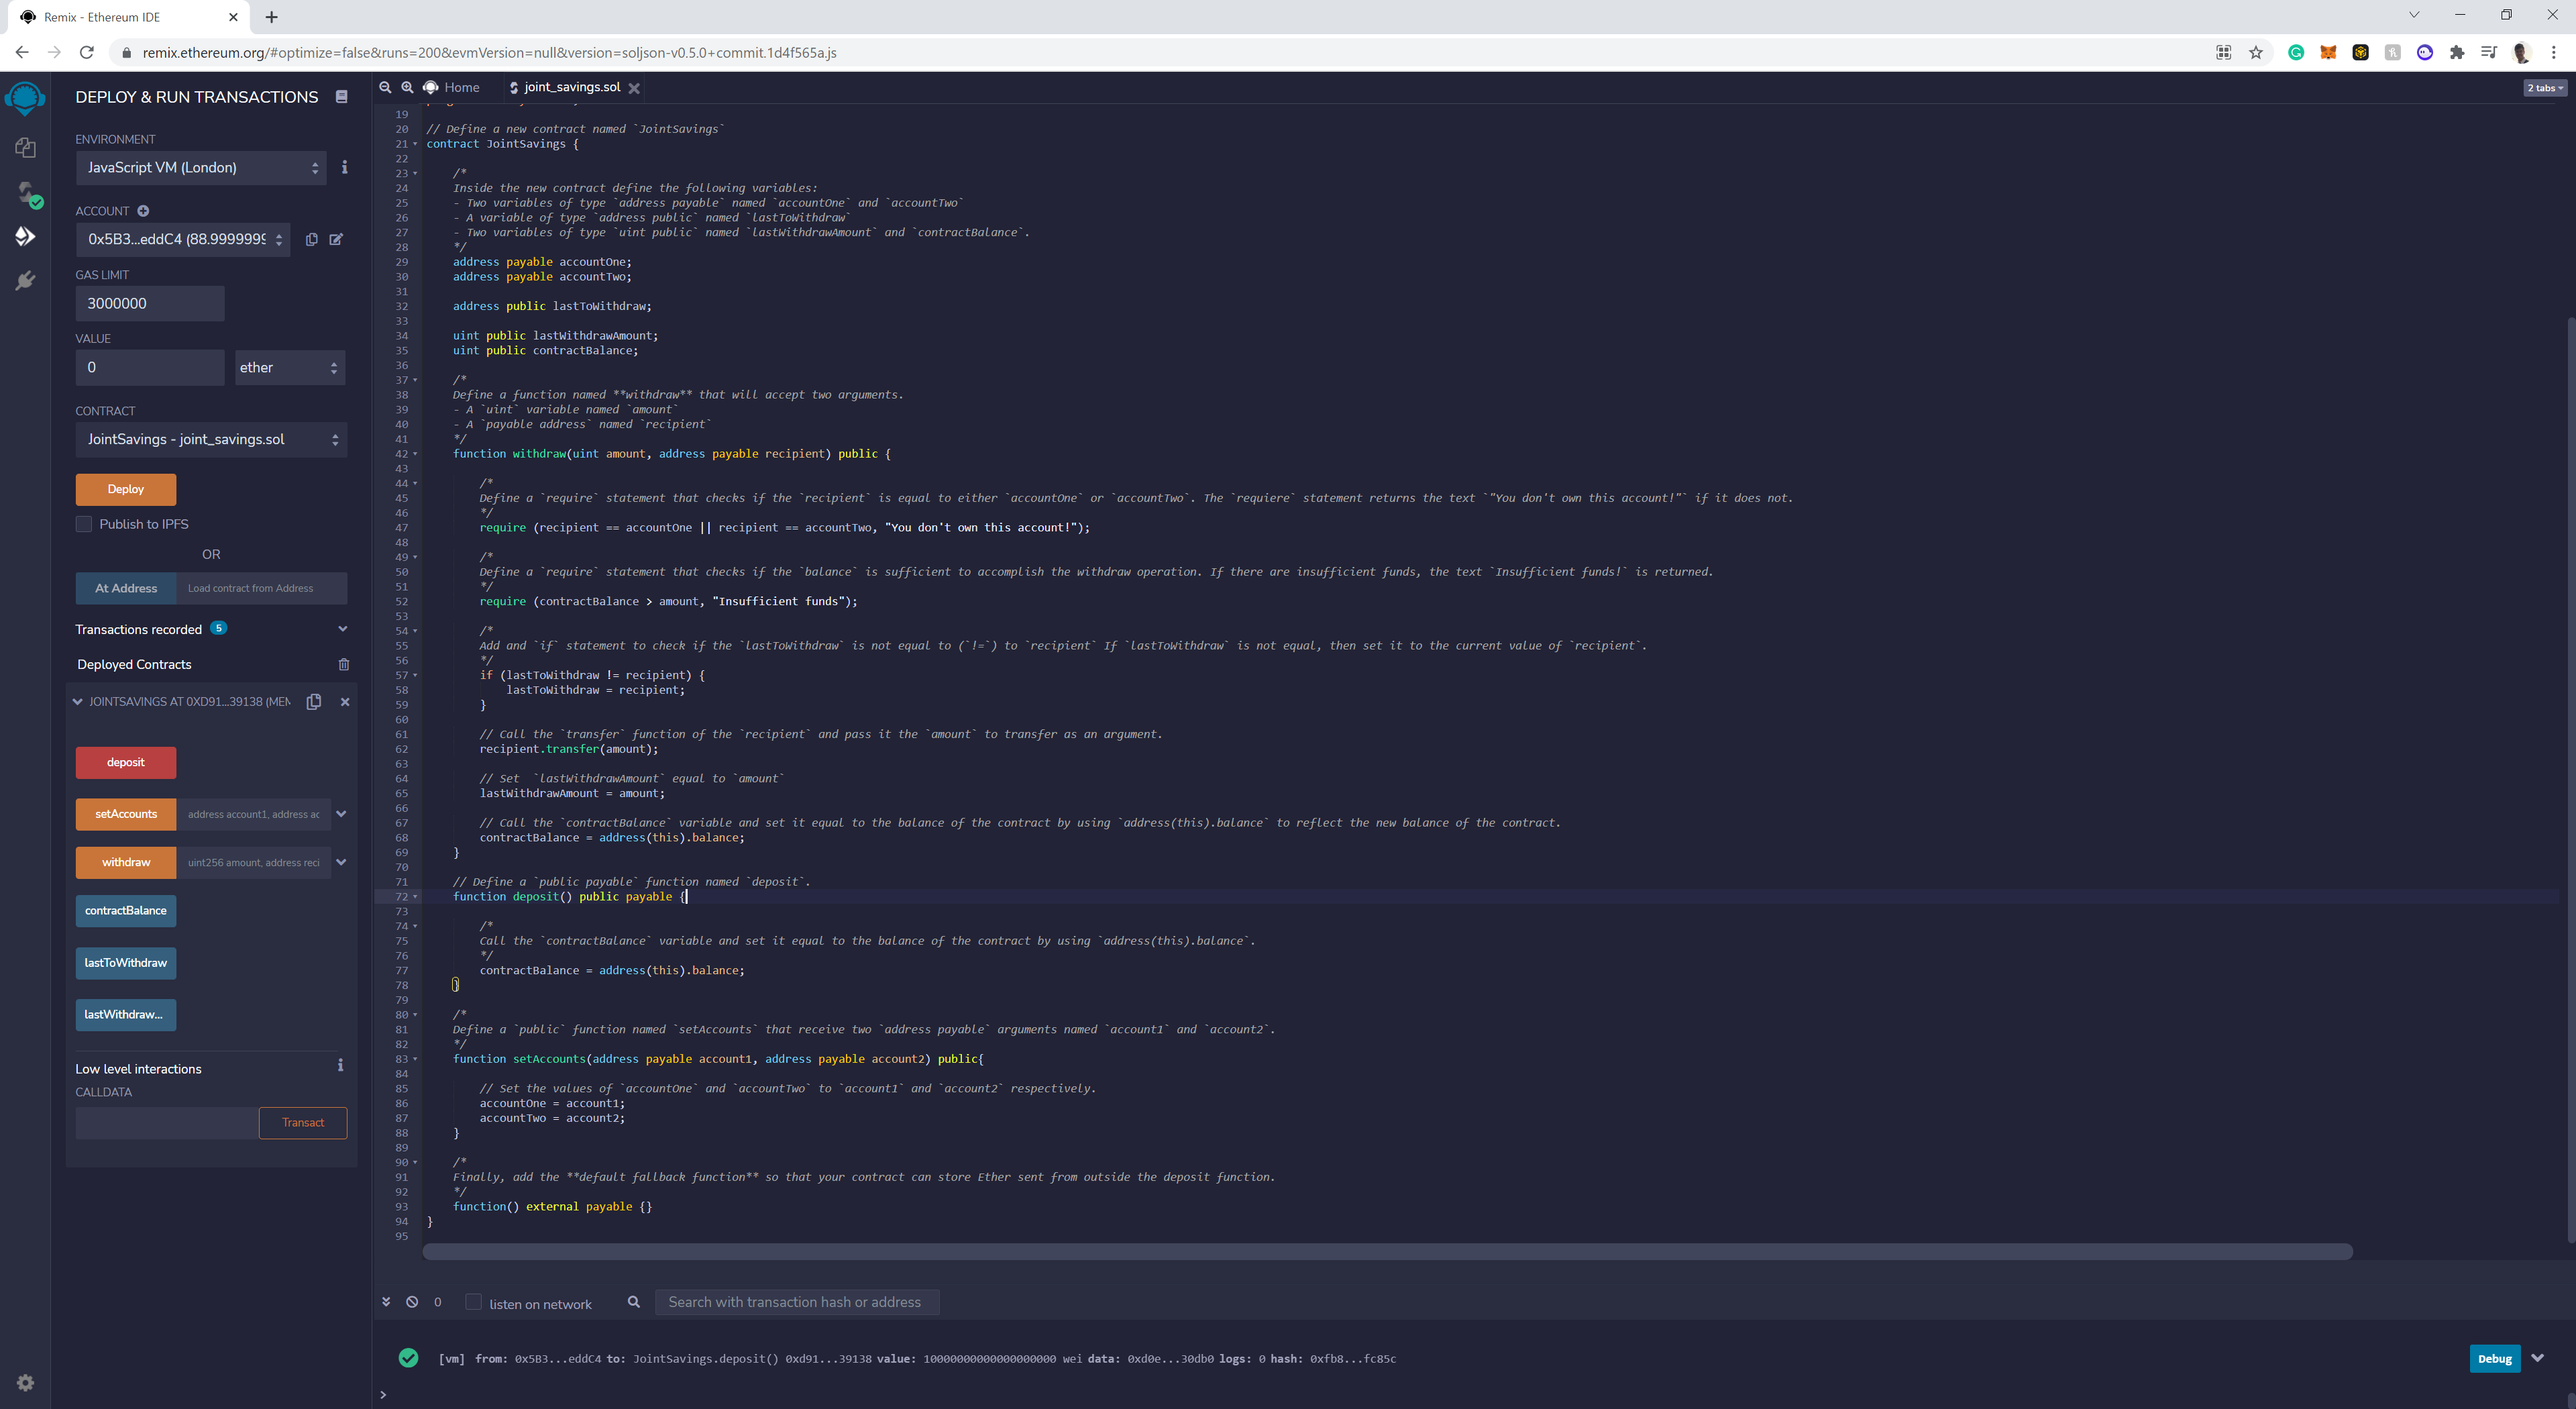 Remix - Ethereum IDE
remix.ethereum.org/#optimize=false&runs=200&evmVersion=null&version=soljson-v0.5.0+commit.1d4f565a.js
DEPLOY & RUN TRANSACTIONS
ENVIRONMENT
JavaScript VM (London)
ACCOUNT
0x5B3...eddC4 (88.9999999
GAS LIMIT
3000000
VALUE
0
ether
CONTRACT
JointSavings - joint_savings.sol
Deploy
Publish to IPFS
OR
At Address
Load contract from Address
Transactions recorded 5
Deployed Contracts
JOINTSAVINGS AT 0XD91...39138 (MEM
deposit
setAccounts
address account1, address ac
withdraw
uint256 amount, address reci
contractBalance
lastToWithdraw
lastWithdraw...
Low level interactions
CALLDATA
Transact
Home
joint_savings.sol
2 tabs
19
20 // Define a new contract named `JointSavings`
21 contract JointSavings {
22
23 /*
24 Inside the new contract define the following variables:
25 - Two variables of type `address payable` named `accountOne` and `accountTwo`
26 - A variable of type `address public` named `lastToWithdraw`
27 - Two variables of type `uint public` named `lastWithdrawAmount` and `contractBalance`.
28 */
29 address payable accountOne;
30 address payable accountTwo;
31
32 address public lastToWithdraw;
33
34 uint public lastWithdrawAmount;
35 uint public contractBalance;
36
37 /*
38 Define a function named **withdraw** that will accept two arguments.
39 - A `uint` variable named `amount`
40 - A `payable address` named `recipient`
41 */
42 function withdraw(uint amount, address payable recipient) public {
43
44 /*
45 Define a `require` statement that checks if the `recipient` is equal to either `accountOne` or `accountTwo`. The `requiere` statement returns the text `"You don't own this account!"` if it does not.
46 */
47 require (recipient == accountOne || recipient == accountTwo, "You don't own this account!");
48
49 /*
50 Define a `require` statement that checks if the `balance` is sufficient to accomplish the withdraw operation. If there are insufficient funds, the text `Insufficient funds!` is returned.
51 */
52 require (contractBalance > amount, "Insufficient funds");
53
54 /*
55 Add and `if` statement to check if the `lastToWithdraw` is not equal to (`!=`) to `recipient` If `lastToWithdraw` is not equal, then set it to the current value of `recipient`.
56 */
57 if (lastToWithdraw != recipient) {
58 lastToWithdraw = recipient;
59 }
60
61 // Call the `transfer` function of the `recipient` and pass it the `amount` to transfer as an argument.
62 recipient.transfer(amount);
63
64 // Set  `lastWithdrawAmount` equal to `amount`
65 lastWithdrawAmount = amount;
66
67 // Call the `contractBalance` variable and set it equal to the balance of the contract by using `address(this).balance` to reflect the new balance of the contract.
68 contractBalance = address(this).balance;
69 }
70
71 // Define a `public payable` function named `deposit`.
72 function deposit() public payable {
73
74 /*
75 Call the `contractBalance` variable and set it equal to the balance of the contract by using `address(this).balance`.
76 */
77 contractBalance = address(this).balance;
78 }
79
80 /*
81 Define a `public` function named `setAccounts` that receive two `address payable` arguments named `account1` and `account2`.
82 */
83 function setAccounts(address payable account1, address payable account2) public{
84
85 // Set the values of `accountOne` and `accountTwo` to `account1` and `account2` respectively.
86 accountOne = account1;
87 accountTwo = account2;
88 }
89
90 /*
91 Finally, add the **default fallback function** so that your contract can store Ether sent from outside the deposit function.
92 */
93 function() external payable {}
94 }
95
0
listen on network
Search with transaction hash or address
[vm] from: 0x5B3...eddC4 to: JointSavings.deposit() 0xd91...39138 value: 10000000000000000000 wei data: 0xd0e...30db0 logs: 0 hash: 0xfb8...fc85c
Debug
>